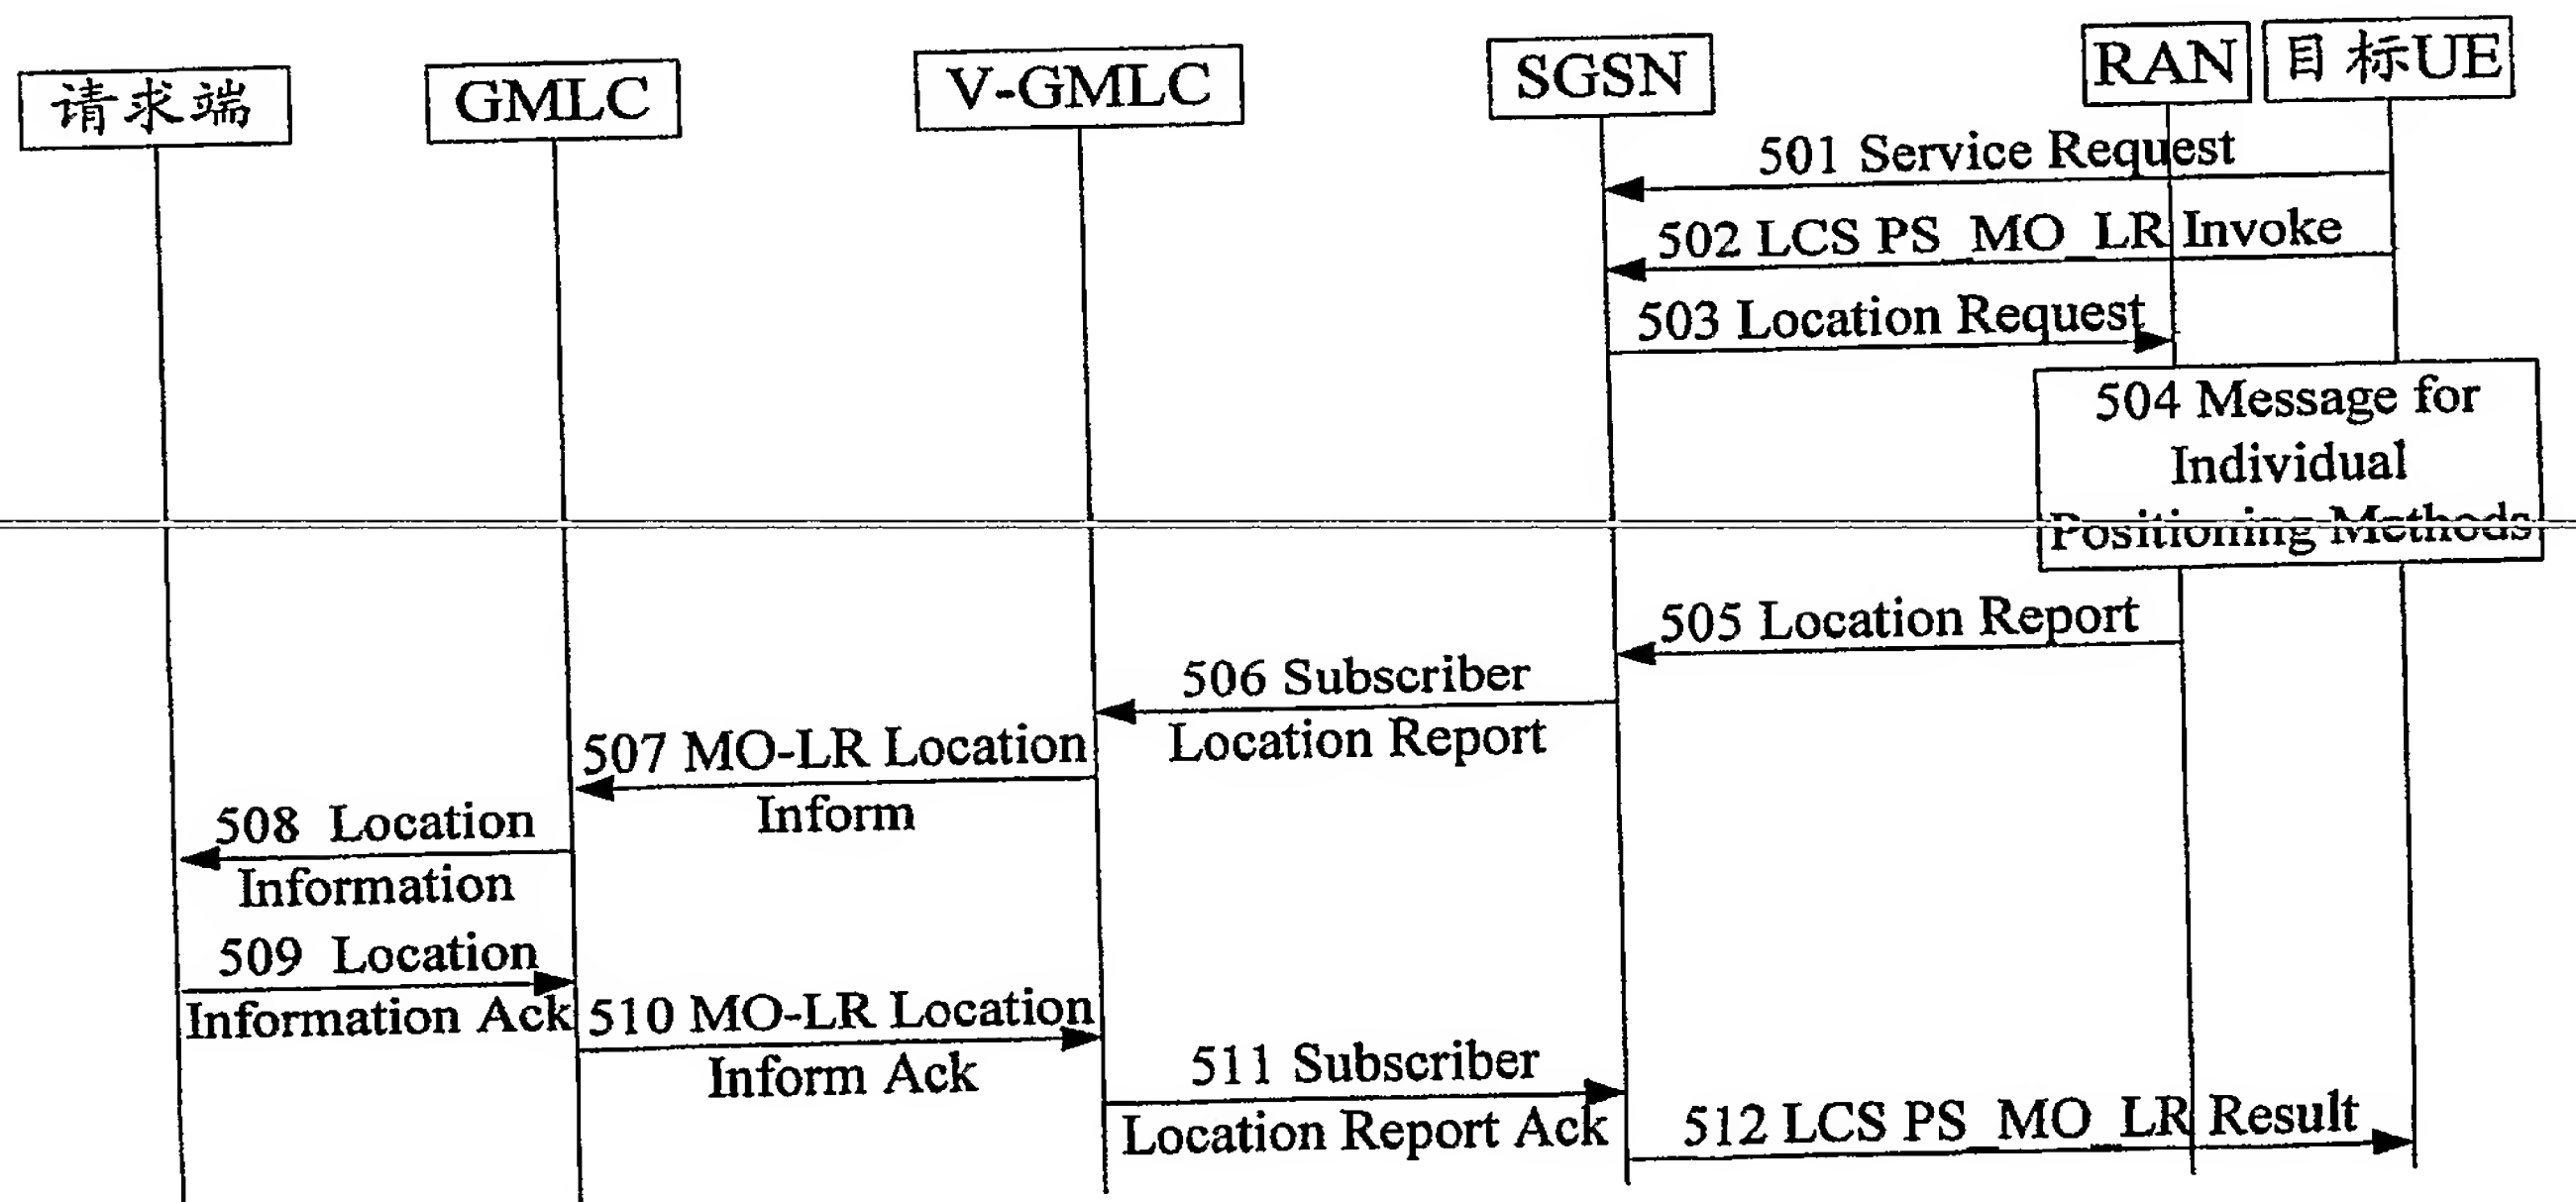 请求端
GMLC
V-GMLC
SGSN
RAN
目标UE
501 Service Request
502 LCS PS_MO_LR Invoke
503 Location Request
504 Message for
Individual
Positioning Methods
505 Location Report
506 Subscriber
Location Report
507 MO-LR Location
Inform
508 Location
Information
509 Location
Information Ack
510 MO-LR Location
Inform Ack
511 Subscriber
Location Report Ack
512 LCS PS_MO_LR Result